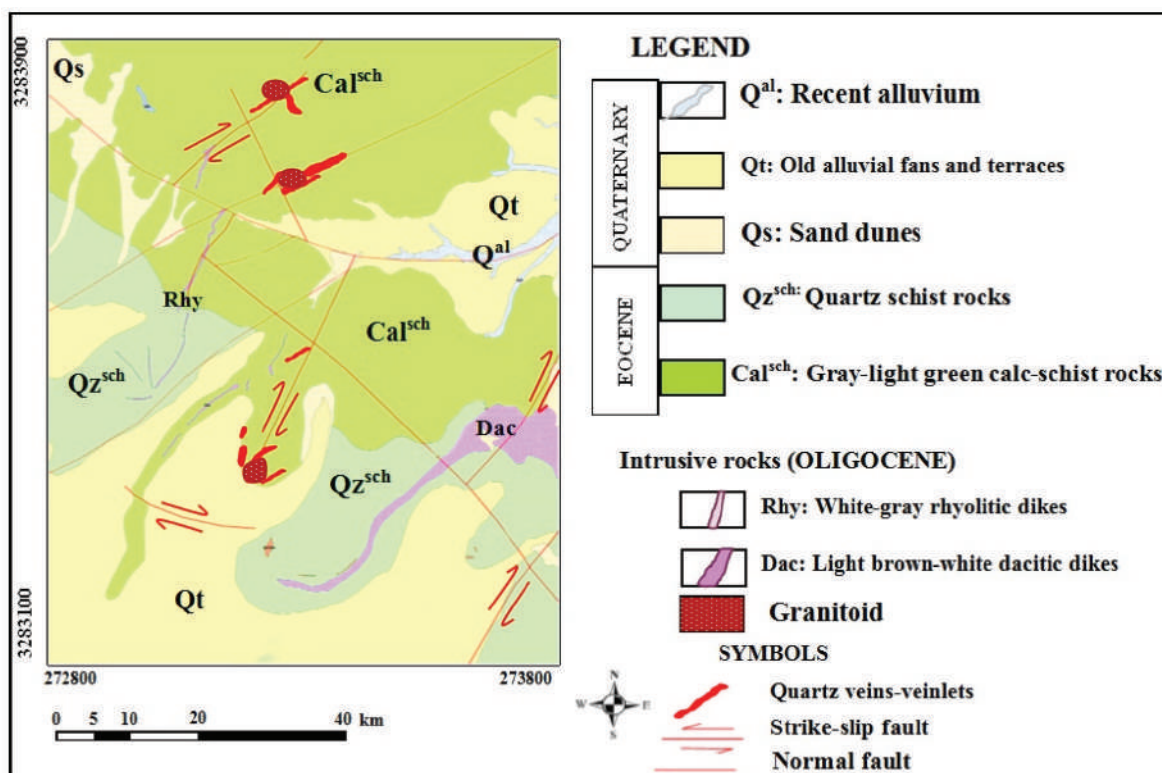 3283900
3283100
Qs
Cal^sch
Qt
Q^al
Rhy
Cal^sch
Qz^sch
Dac
Qz^sch
Qt
272800
273800
0 5 10 20 40 km
LEGEND
QUATERNARY
Q^al: Recent alluvium
Qt: Old alluvial fans and terraces
Qs: Sand dunes
EOCENE
Qz^sch: Quartz schist rocks
Cal^sch: Gray-light green calc-schist rocks
Intrusive rocks (OLIGOCENE)
Rhy: White-gray rhyolitic dikes
Dac: Light brown-white dacitic dikes
Granitoid
SYMBOLS
N
W E
S
Quartz veins-veinlets
Strike-slip fault
Normal fault